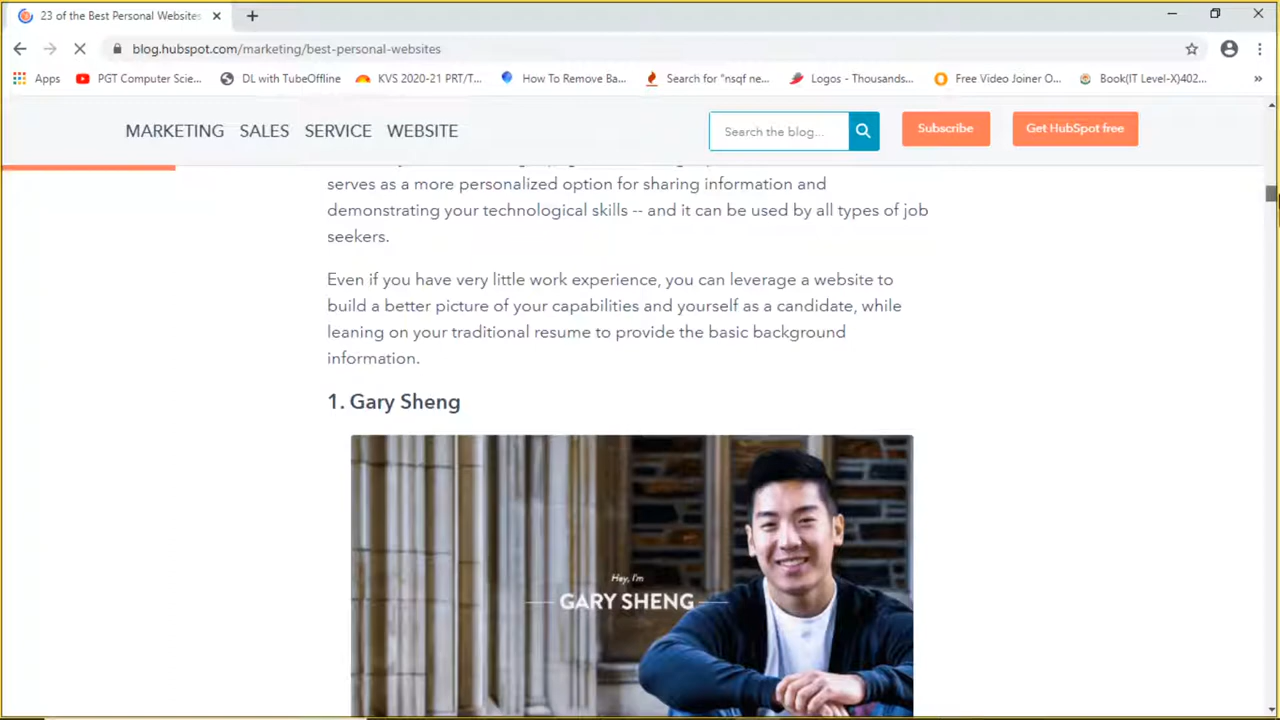 23 of the Best Personal Websites
blog.hubspot.com/marketing/best-personal-websites
Apps PGT Computer Scie... DL with TubeOffline KVS 2020-21 PRT/T... How To Remove Ba... Search for "nsqf ne... Logos - Thousands... Free Video Joiner O... Book(IT Level-X)402... »
MARKETING SALES SERVICE WEBSITE Search the blog... Subscribe Get HubSpot free
serves as a more personalized option for sharing information and
demonstrating your technological skills -- and it can be used by all types of job
seekers.
Even if you have very little work experience, you can leverage a website to
build a better picture of your capabilities and yourself as a candidate, while
leaning on your traditional resume to provide the basic background
information.
1. Gary Sheng
Hey, I'm
GARY SHENG